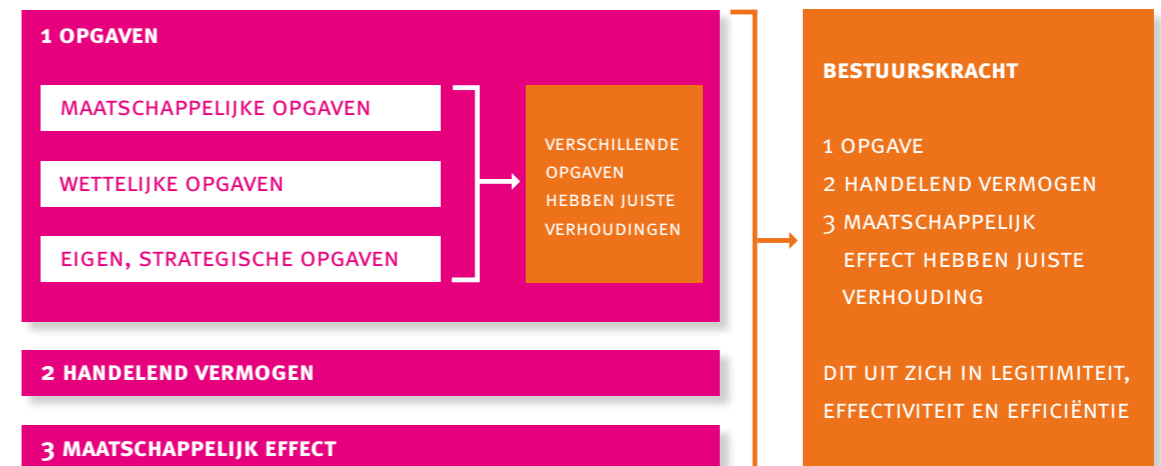 1 OPGAVEN
MAATSCHAPPELIJKE OPGAVEN
WETTELIJKE OPGAVEN
EIGEN, STRATEGISCHE OPGAVEN
VERSCHILLENDE
OPGAVEN
HEBBEN JUISTE
VERHOUDINGEN
2 HANDELEND VERMOGEN
3 MAATSCHAPPELIJK EFFECT
BESTUURSKRACHT
1 OPGAVE
2 HANDELEND VERMOGEN
3 MAATSCHAPPELIJK
EFFECT HEBBEN JUISTE
VERHOUDING
DIT UIT ZICH IN LEGITIMITEIT,
EFFECTIVITEIT EN EFFICIËNTIE